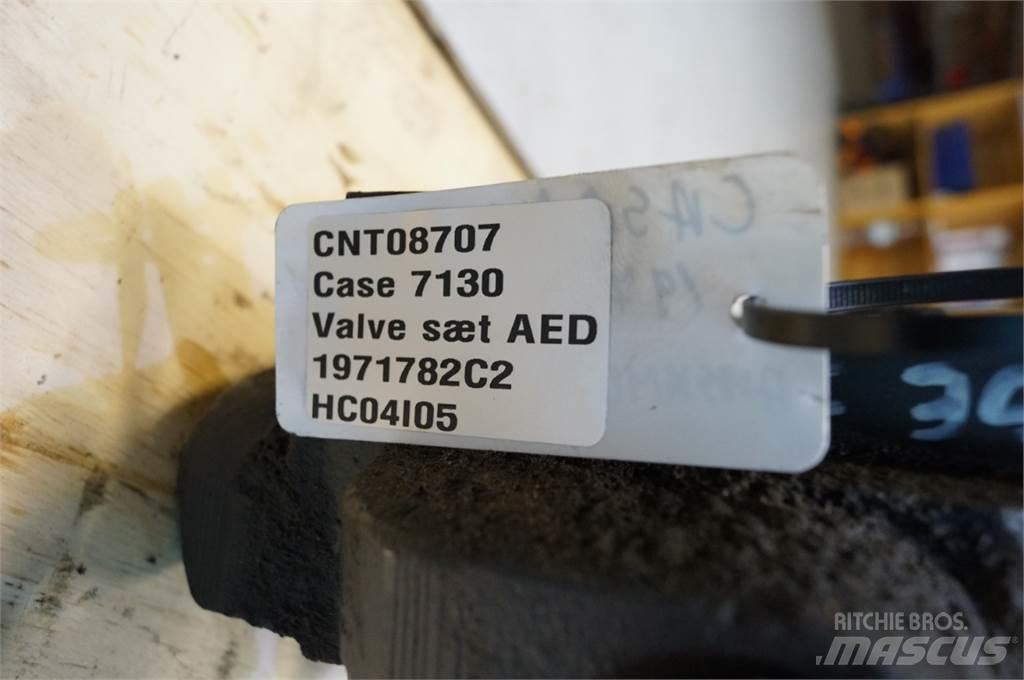 CNT08707
Case 7130
Valve sæt AED
1971782C2
HC04I05
RITCHIE BROS.
MASCUS